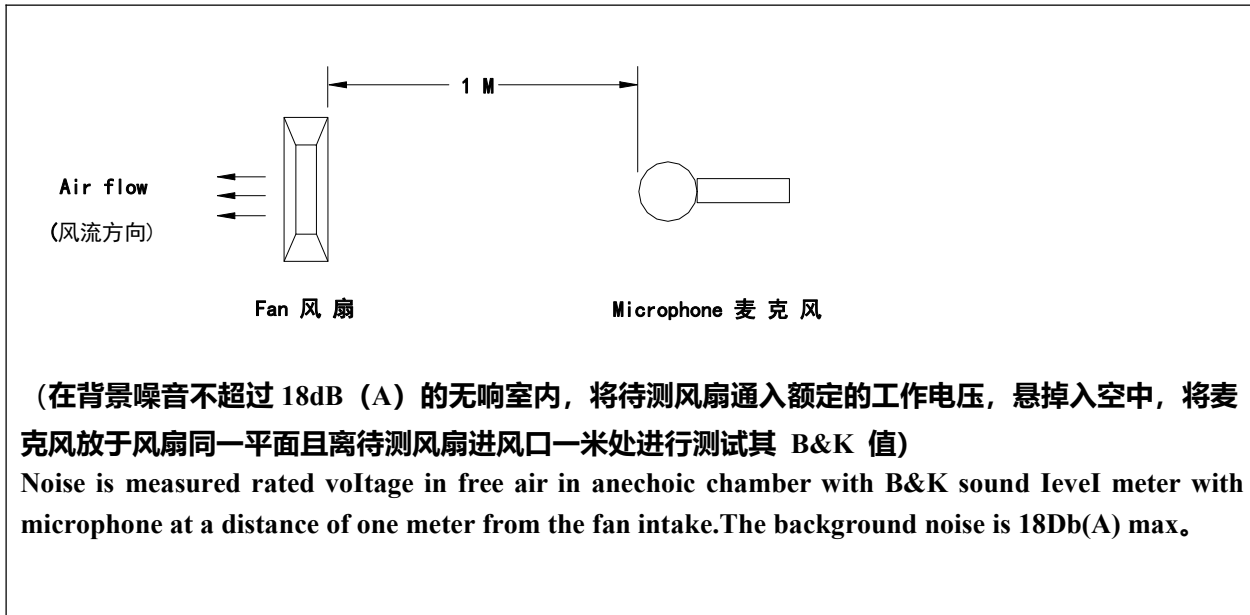 1 M
Air flow
(风流方向)
Fan 风 扇
Microphone 麦 克 风
（在背景噪音不超过 18dB（A）的无响室内，将待测风扇通入额定的工作电压，悬掉入空中，将麦
克风放于风扇同一平面且离待测风扇进风口一米处进行测试其 B&K 值)
Noise is measured rated voItage in free air in anechoic chamber with B&K sound IeveI meter with
microphone at a distance of one meter from the fan intake.The background noise is 18Db(A) max。